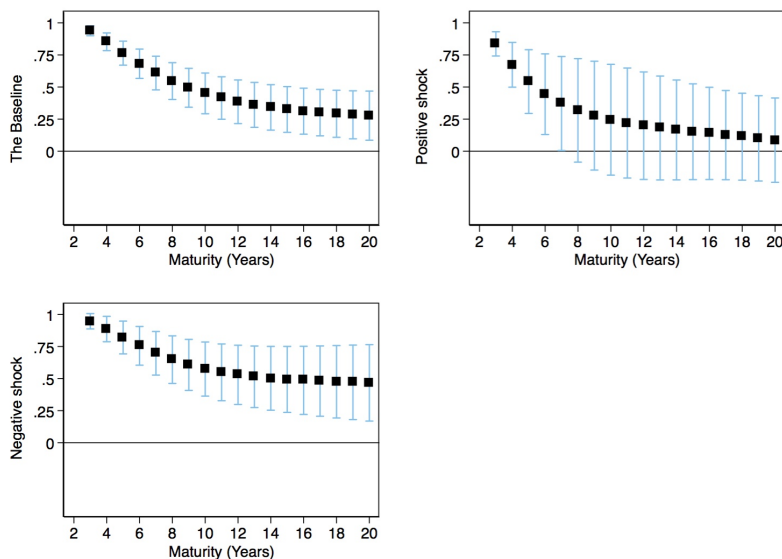 The Baseline
1
.75
.5
.25
0
2 4 6 8 10 12 14 16 18 20
Maturity (Years)
Positive shock
1
.75
.5
.25
0
2 4 6 8 10 12 14 16 18 20
Maturity (Years)
Negative shock
1
.75
.5
.25
0
2 4 6 8 10 12 14 16 18 20
Maturity (Years)